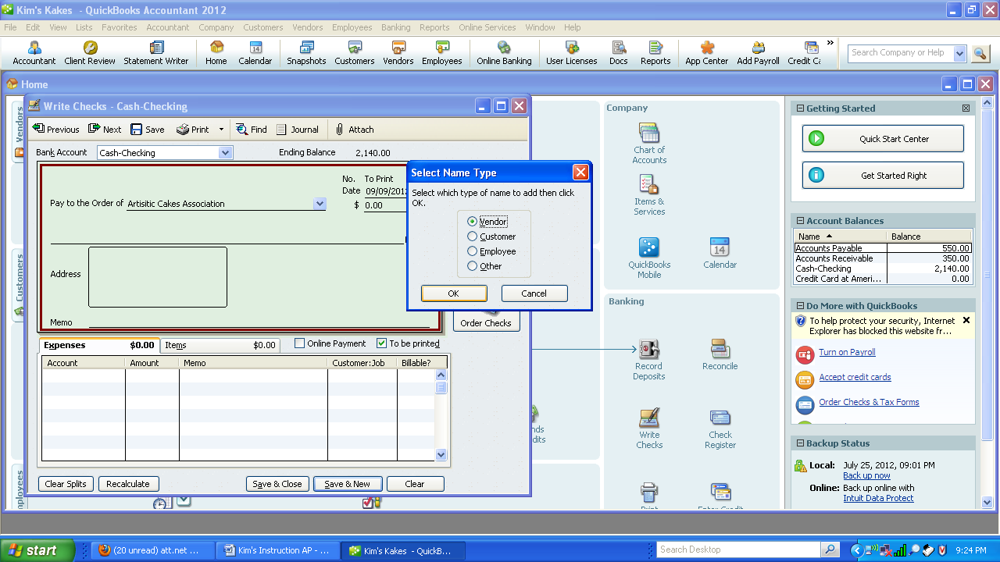 Kim's Kakes - QuickBooks Accountant 2012
File Edit View Lists Favorites Accountant Company Customers Vendors Employees Banking Reports Online Services Window Help
Accountant Client Review Statement Writer Home Calendar Snapshots Customers Vendors Employees Online Banking User Licenses Docs Reports App Center Add Payroll Credit Ca
Search Company or Help
Home
Vendors
Customers
ployees
Write Checks - Cash-Checking
Previous Next Save Print Find Journal Attach
Bank Account Cash-Checking Ending Balance 2,140.00
No. To Print
Date 09/09/2012
Pay to the Order of Artisitic Cakes Association $ 0.00
Address
Memo
Order Checks
Expenses $0.00 Items $0.00 Online Payment To be printed
Account Amount Memo Customer:Job Billable?
Clear Splits Recalculate Save & Close Save & New Clear
Select Name Type
Select which type of name to add then click
OK.
Vendor
Customer
Employee
Other
OK Cancel
nds
dits
Company
Chart of
Accounts
Items &
Services
QuickBooks
Mobile
Calendar
14
Banking
Record
Deposits
Reconcile
Write
Checks
Check
Register
Print
Enter Credit
Getting Started
Quick Start Center
Get Started Right
Account Balances
Name Balance
Accounts Payable 550.00
Accounts Receivable 350.00
Cash-Checking 2,140.00
Credit Card at Ameri... 0.00
Do More with QuickBooks
To help protect your security, Internet
Explorer has blocked this website fr...
Turn on Payroll
Accept credit cards
Order Checks & Tax Forms
Backup Status
Local: July 25, 2012, 09:01 PM
Back up now
Online: Back up online with
Intuit Data Protect
start (20 unread) att.net ... Kim's Instruction AP - ... Kim's Kakes - QuickB... Search Desktop 9:24 PM